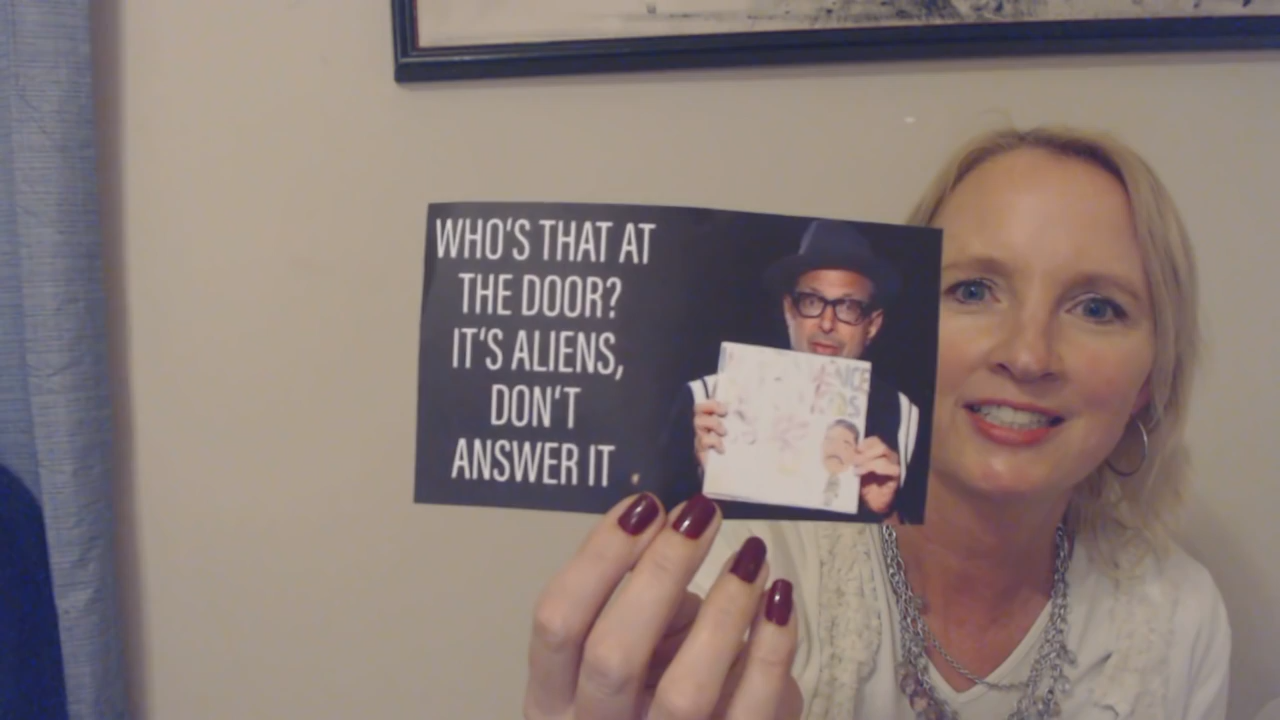 WHO'S THAT AT
THE DOOR?
IT'S ALIENS,
DON'T
ANSWER IT